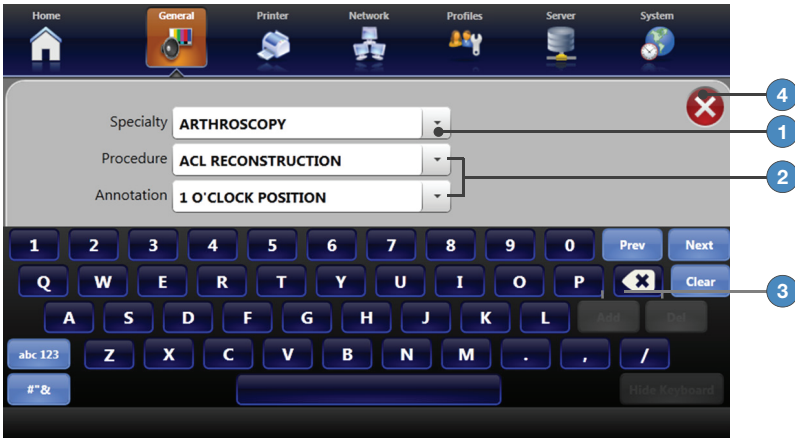 Home General Printer Network Profiles Server System
4
Specialty ARTHROSCOPY
1
Procedure ACL RECONSTRUCTION
2
Annotation 1 O'CLOCK POSITION
1 2 3 4 5 6 7 8 9 0 Prev Next
Q W E R T Y U I O P Clear
3
A S D F G H J K L Add Del
abc 123 Z X C V B N M . , /
#"& Hide Keyboard